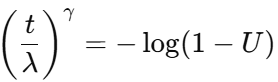 (t/λ)^γ = − log(1 − U)